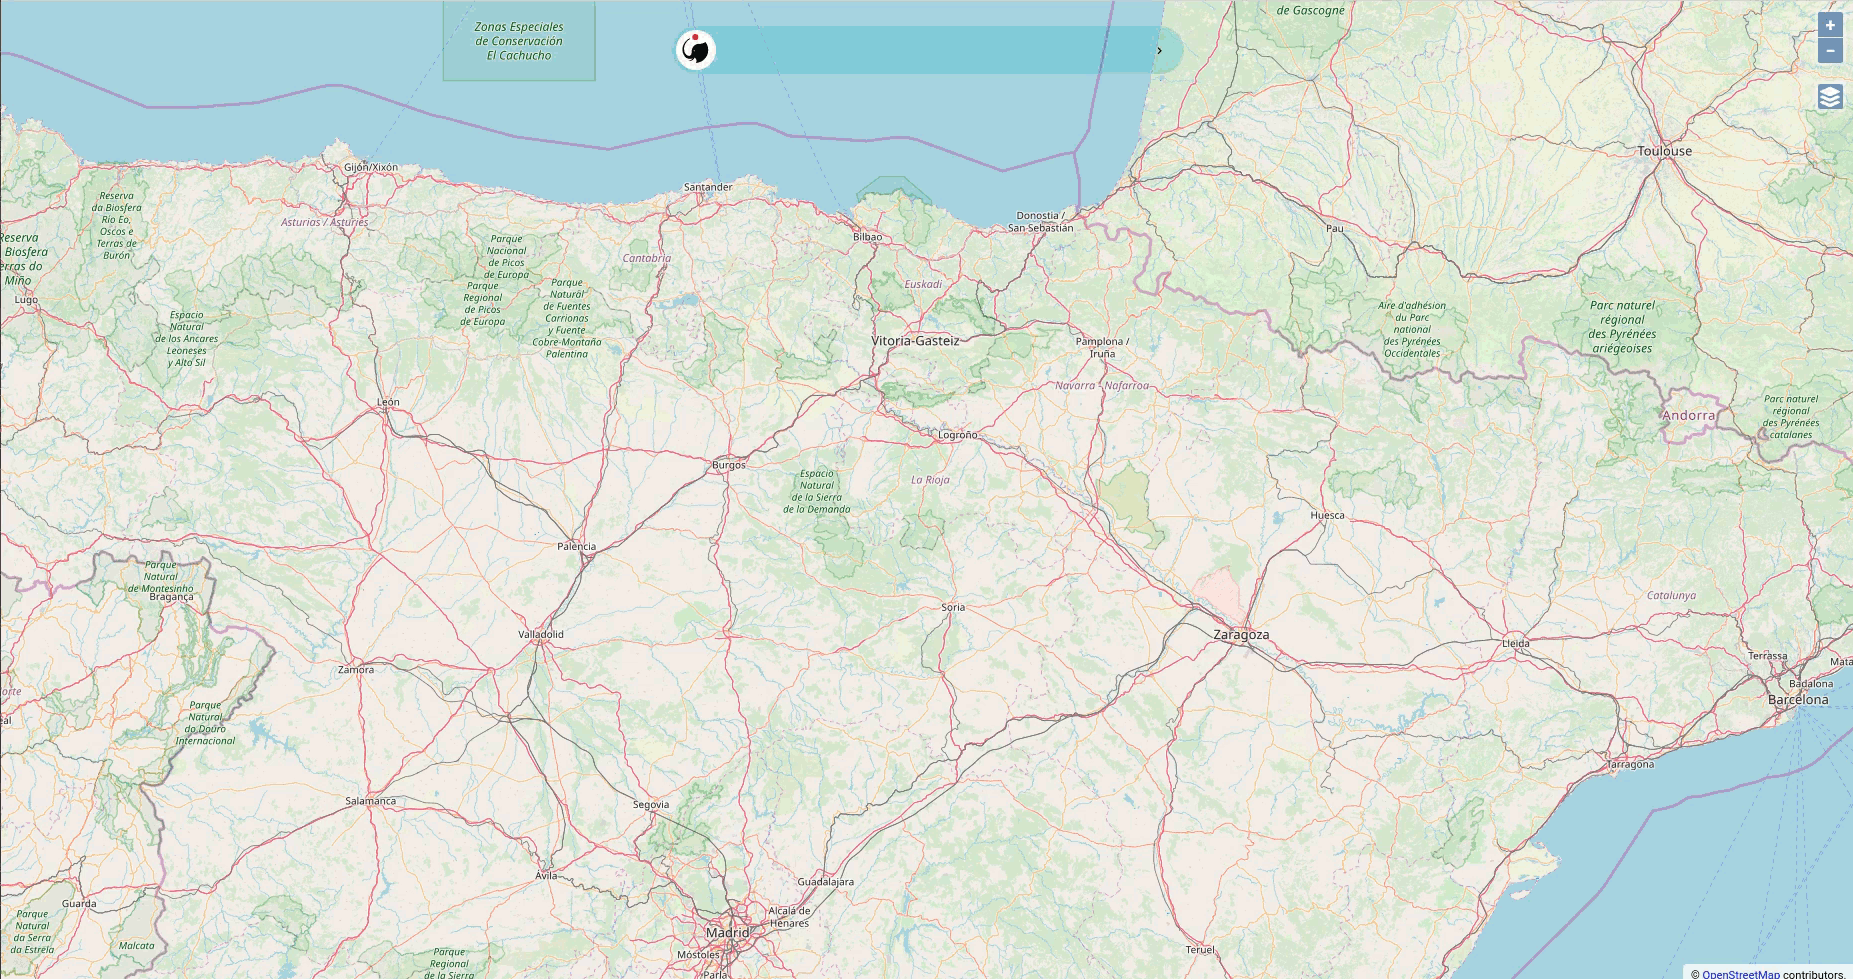 Zonas Especiales
de Conservación
El Cachucho
de Gascogne
+
−
›
Toulouse
Gijón/Xixón
Asturias / Asturies
Santander
Reserva
da Biosfera
Río Eo,
Oscos e
Terras de
Burón
Reserva
Biosfera
erras do
Miño
Lugo
Bilbao
Donostia /
San Sebastián
Pau
Cantabria
Parque
Nacional
de Picos
de Europa
Parque
Regional
de Picos
de Europa
Parque
Natural
de Fuentes
Carrionas
y Fuente
Cobre-Montaña
Palentina
Espacio
Natural
de los Ancares
Leoneses
y Alto Sil
Euskadi
Vitoria-Gasteiz
Pamplona /
Iruña
Navarra - Nafarroa
Aire d'adhésion
du Parc
national
des Pyrénées
Occidentales
Parc naturel
régional
des Pyrénées
ariégeoises
Andorra
Parc naturel
régional
des Pyrénées
catalanes
León
Logroño
Burgos
Espacio
Natural
de la Sierra
de la Demanda
La Rioja
Huesca
Palencia
Parque
Natural
de Montesinho
Bragança
Soria
Catalunya
Valladolid
Zaragoza
Lleida
Zamora
Terrassa
Mata
Badalona
Barcelona
orte
eal
Parque
Natural
do Douro
Internacional
Tarragona
Salamanca
Segovia
Ávila
Guadalajara
Guarda
Parque
Natural
da Serra
da Estrela
Malcata
Alcalá de
Henares
Madrid
Móstoles
Parla
Parque
Regional
de la Sierra
Teruel
© OpenStreetMap contributors.